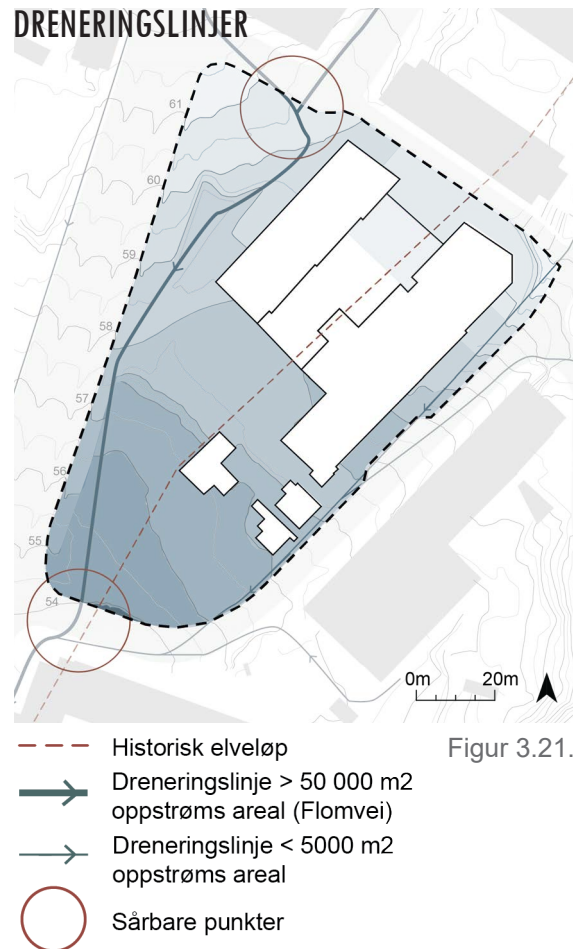 DRENERINGSLINJER
61
60
59
58
57
56
55
54
0m 20m
Historisk elveløp
Figur 3.21.
Dreneringslinje > 50 000 m2
oppstrøms areal (Flomvei)
Dreneringslinje < 5000 m2
oppstrøms areal
Sårbare punkter